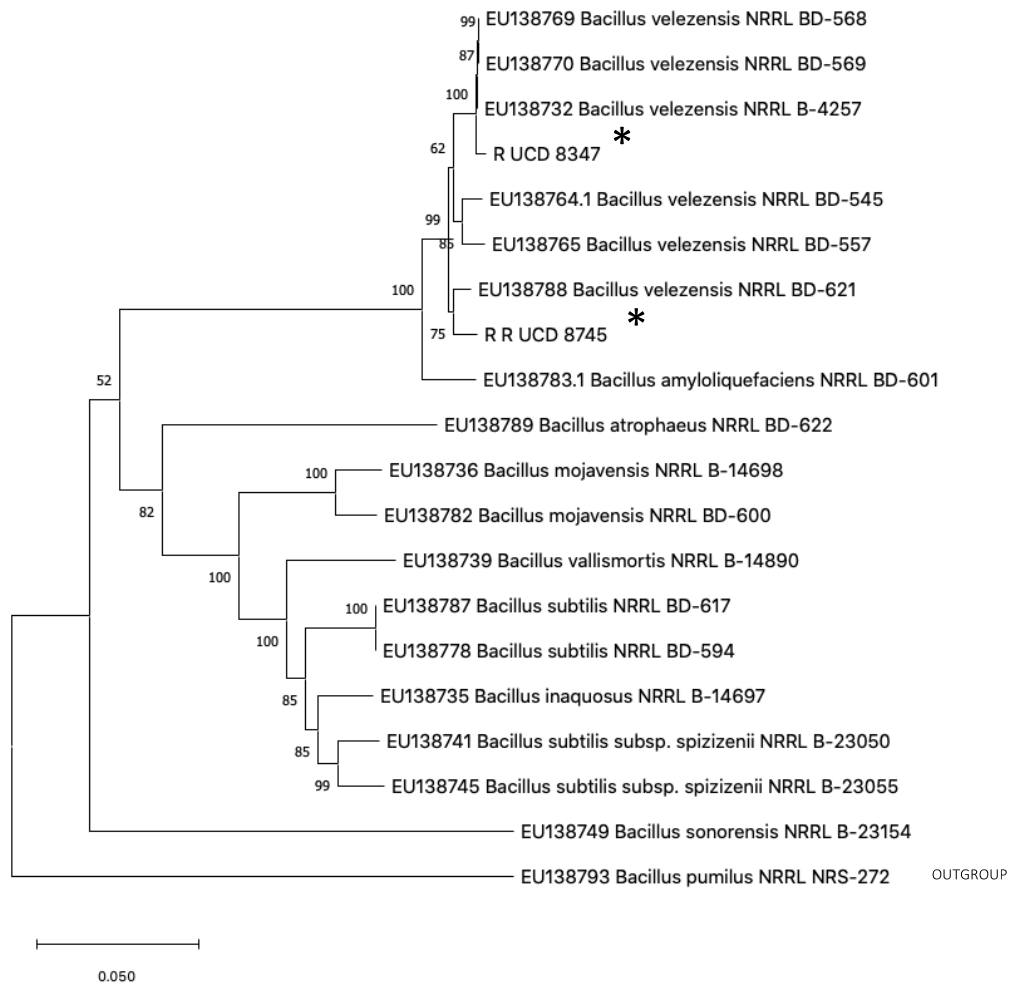 99
EU138769 Bacillus velezensis NRRL BD-568
87
EU138770 Bacillus velezensis NRRL BD-569
100
EU138732 Bacillus velezensis NRRL B-4257
*
62
R UCD 8347
EU138764.1 Bacillus velezensis NRRL BD-545
99
85
EU138765 Bacillus velezensis NRRL BD-557
100
EU138788 Bacillus velezensis NRRL BD-621
*
75
R R UCD 8745
52
EU138783.1 Bacillus amyloliquefaciens NRRL BD-601
EU138789 Bacillus atrophaeus NRRL BD-622
100
EU138736 Bacillus mojavensis NRRL B-14698
82
EU138782 Bacillus mojavensis NRRL BD-600
EU138739 Bacillus vallismortis NRRL B-14890
100
100
EU138787 Bacillus subtilis NRRL BD-617
100
EU138778 Bacillus subtilis NRRL BD-594
85
EU138735 Bacillus inaquosus NRRL B-14697
85
EU138741 Bacillus subtilis subsp. spizizenii NRRL B-23050
99
EU138745 Bacillus subtilis subsp. spizizenii NRRL B-23055
EU138749 Bacillus sonorensis NRRL B-23154
EU138793 Bacillus pumilus NRRL NRS-272
OUTGROUP
0.050